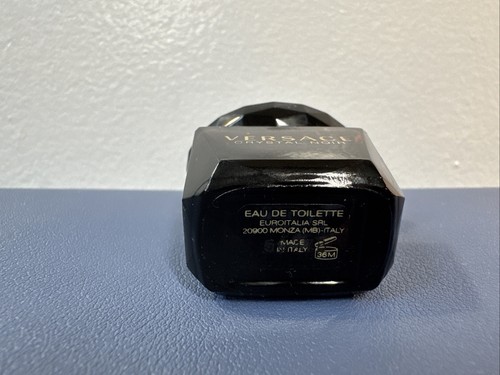 VERSACE
CRYSTAL NOIR
EAU DE TOILETTE
EUROITALIA SRL
20900 MONZA (MB)-ITALY
MADE
IN ITALY
36M